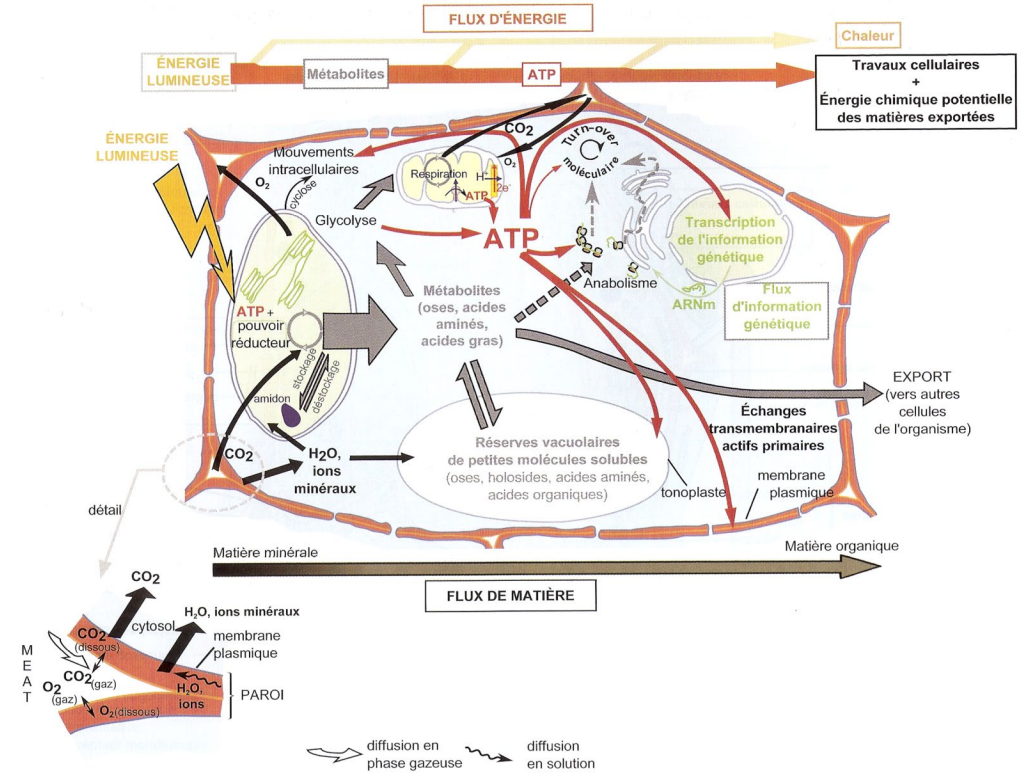 FLUX D'ÉNERGIE
Chaleur
ÉNERGIE
LUMINEUSE
Métabolites
ATP
Travaux cellulaires
+
Énergie chimique potentielle
des matières exportées
ÉNERGIE
LUMINEUSE
Mouvements
intracellulaires
O₂
cyclose
CO2
O₂
Respiration
H⁺
2e⁻
ATP
Turn-over
moléculaire
Glycolyse
ATP
Transcription
de l'information
génétique
Anabolisme
ARNm
Flux
d'information
génétique
ATP +
pouvoir
réducteur
Métabolites
(oses, acides
aminés,
acides gras)
stockage
déstockage
amidon
EXPORT
(vers autres
cellules
de l'organisme)
Échanges
transmembranaires
actifs primaires
CO2
H2O,
ions
minéraux
Réserves vacuolaires
de petites molécules solubles
(oses, holosides, acides aminés,
acides organiques)
tonoplaste
membrane
plasmique
détail
Matière minérale
Matière organique
FLUX DE MATIÈRE
CO2
H₂O, ions minéraux
cytosol
membrane
plasmique
CO2
(dissous)
MEAT
CO2(gaz)
O2
(gaz)
H₂O,
ions
PAROI
O₂(dissous)
diffusion en
phase gazeuse
diffusion
en solution